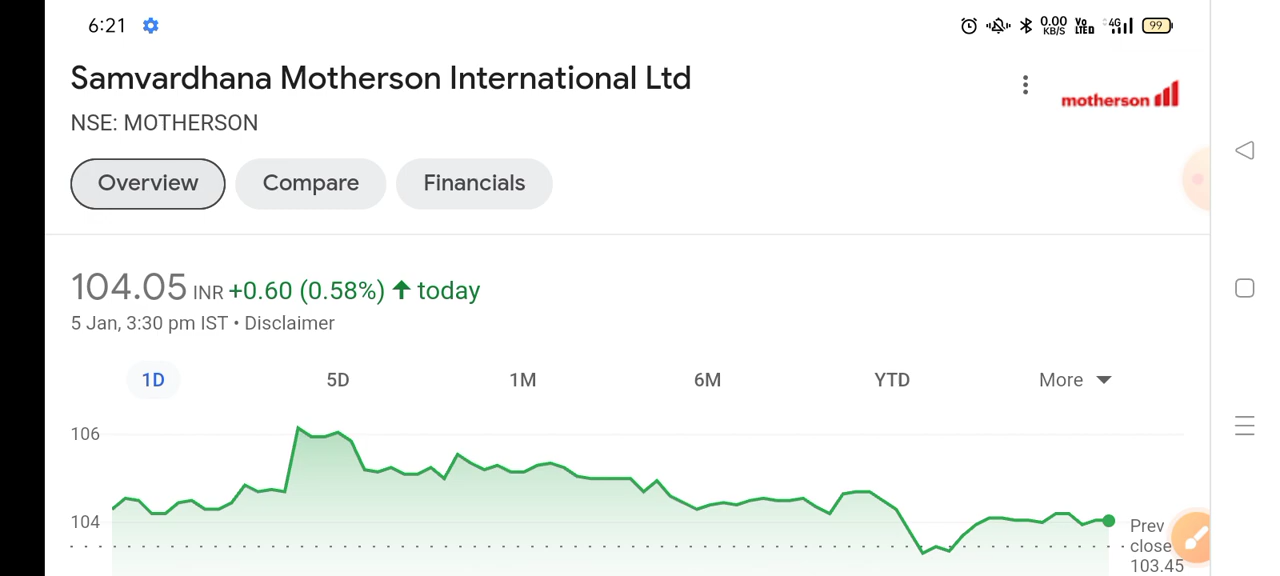 6:21
0.00 KB/S
Vo LTED
4G
99
Samvardhana Motherson International Ltd
motherson
NSE: MOTHERSON
Overview Compare Financials
104.05 INR +0.60 (0.58%) ↑ today
5 Jan, 3:30 pm IST • Disclaimer
1D 5D 1M 6M YTD More
106
104
Prev
close
103.45